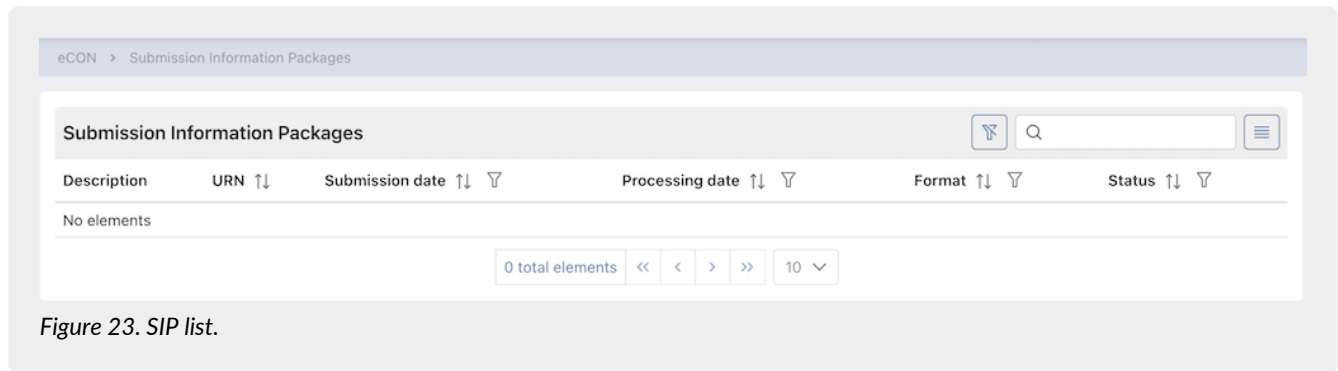 eCON > Submission Information Packages
Submission Information Packages
Description URN Submission date Processing date Format Status
No elements
0 total elements << < > >> 10
Figure 23. SIP list.